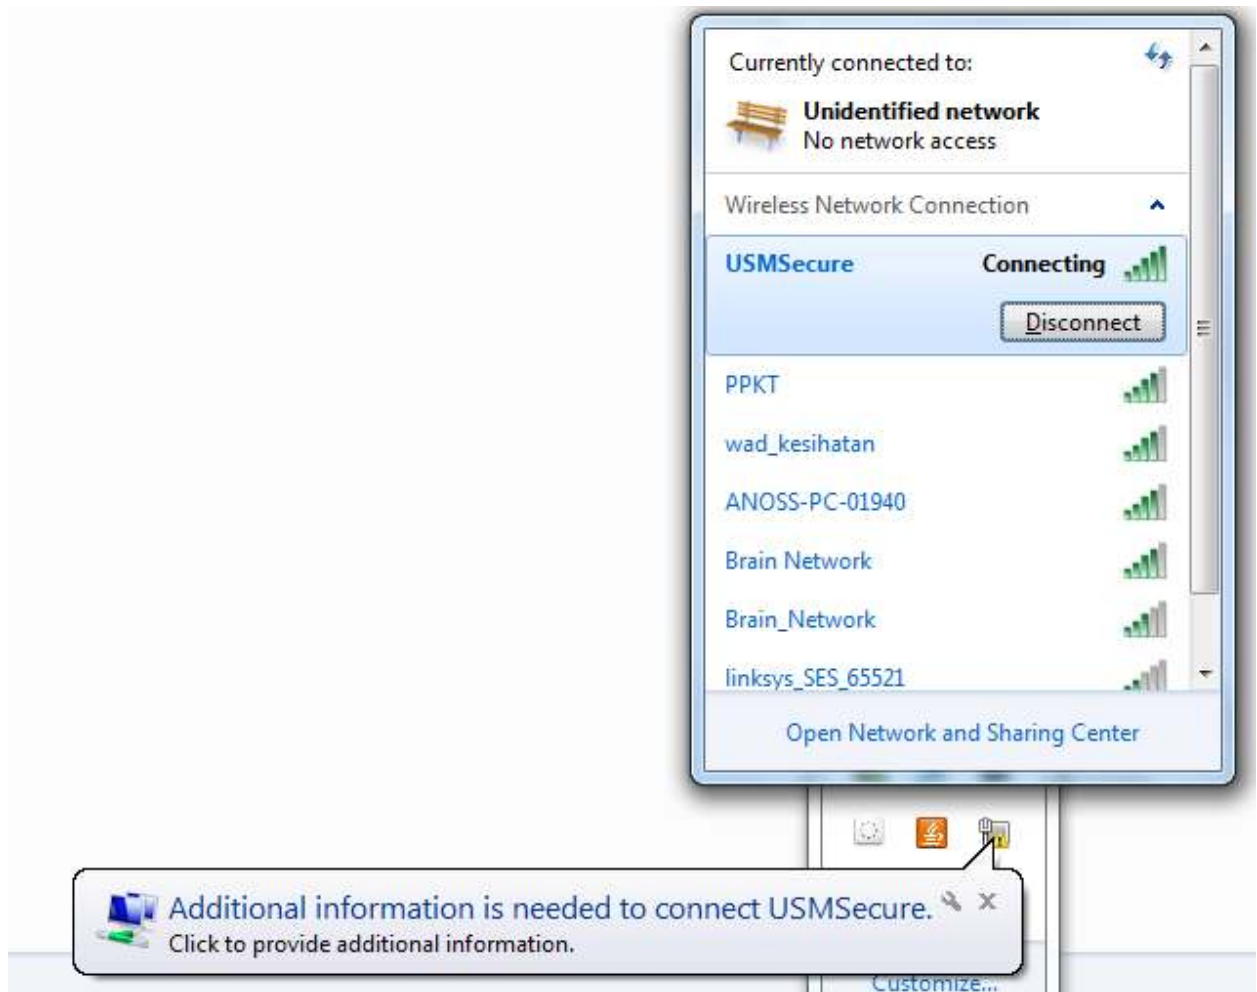 Currently connected to:
Unidentified network
No network access
Wireless Network Connection
USMSecure Connecting
Disconnect
PPKT
wad_kesihatan
ANOSS-PC-01940
Brain Network
Brain_Network
linksys_SES_65521
Open Network and Sharing Center
Additional information is needed to connect USMSecure.
Click to provide additional information.
Customize...